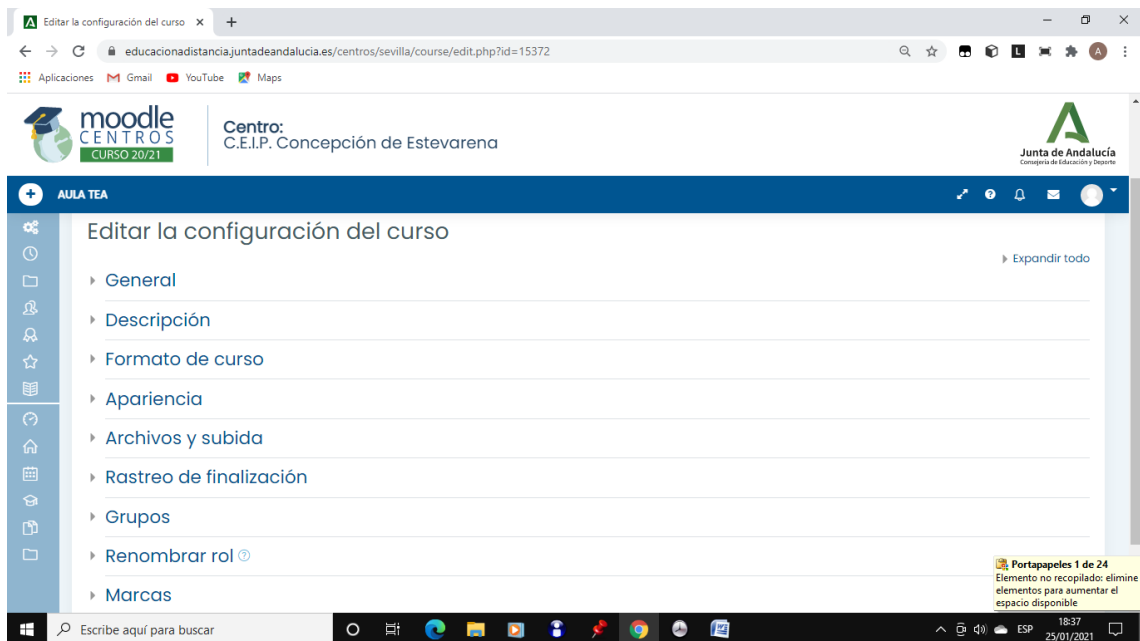 Editar la configuración del curso
educacionadistancia.juntadeandalucia.es/centros/sevilla/course/edit.php?id=15372
L
A
Aplicaciones
Gmail
YouTube
Maps
moodle
CENTROS
CURSO 20/21
Centro:
C.E.I.P. Concepción de Estevarena
Junta de Andalucía
Consejería de Educación y Deporte
AULA TEA
Editar la configuración del curso
Expandir todo
General
Descripción
Formato de curso
Apariencia
Archivos y subida
Rastreo de finalización
Grupos
Renombrar rol
Marcas
Portapapeles 1 de 24
Elemento no recopilado: elimine
elementos para aumentar el
espacio disponible
Escribe aquí para buscar
ESP
18:37
25/01/2021